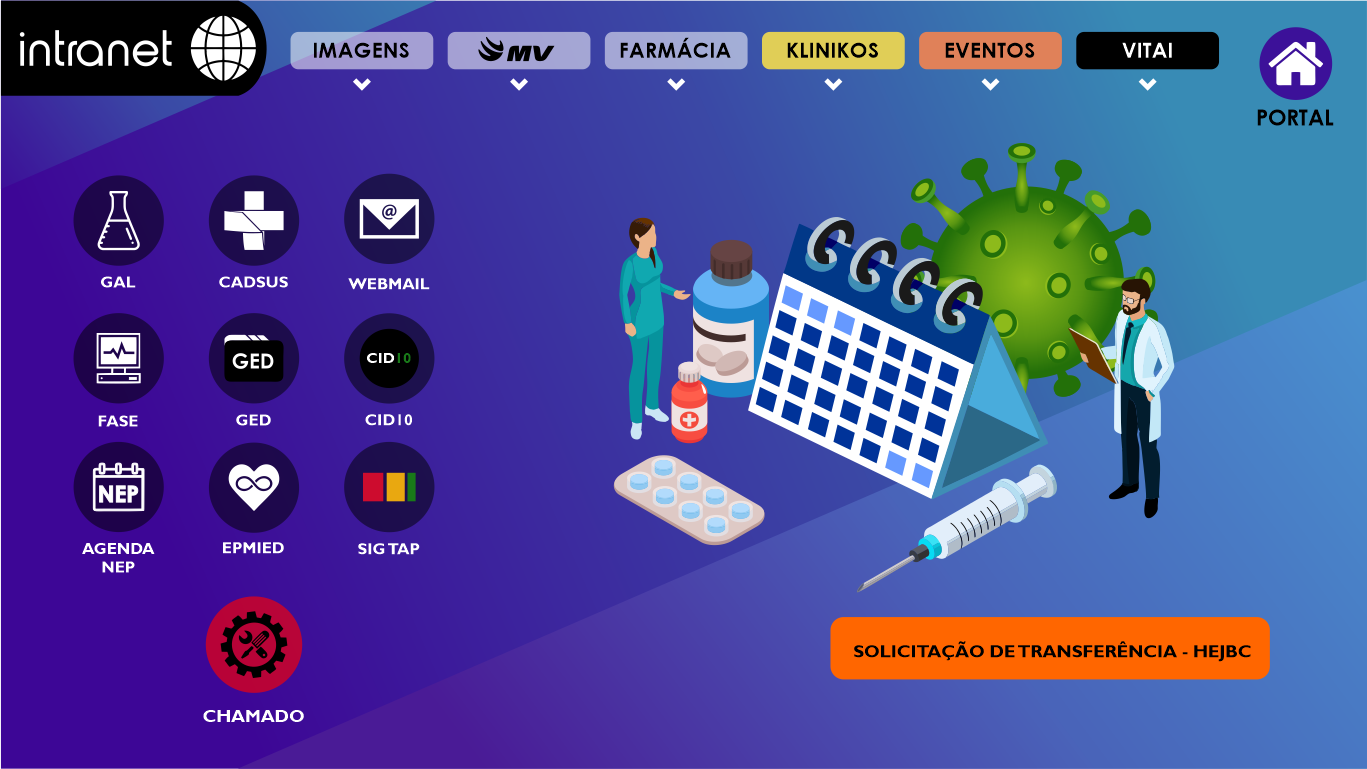 intranet
IMAGENS
MV
FARMÁCIA
KLINIKOS
EVENTOS
VITAI
PORTAL
GAL
CADSUS
@
WEBMAIL
FASE
GED
GED
CID10
CID10
NEP
AGENDA
NEP
EPMIED
SIG TAP
CHAMADO
SOLICITAÇÃO DE TRANSFERÊNCIA - HEJBC